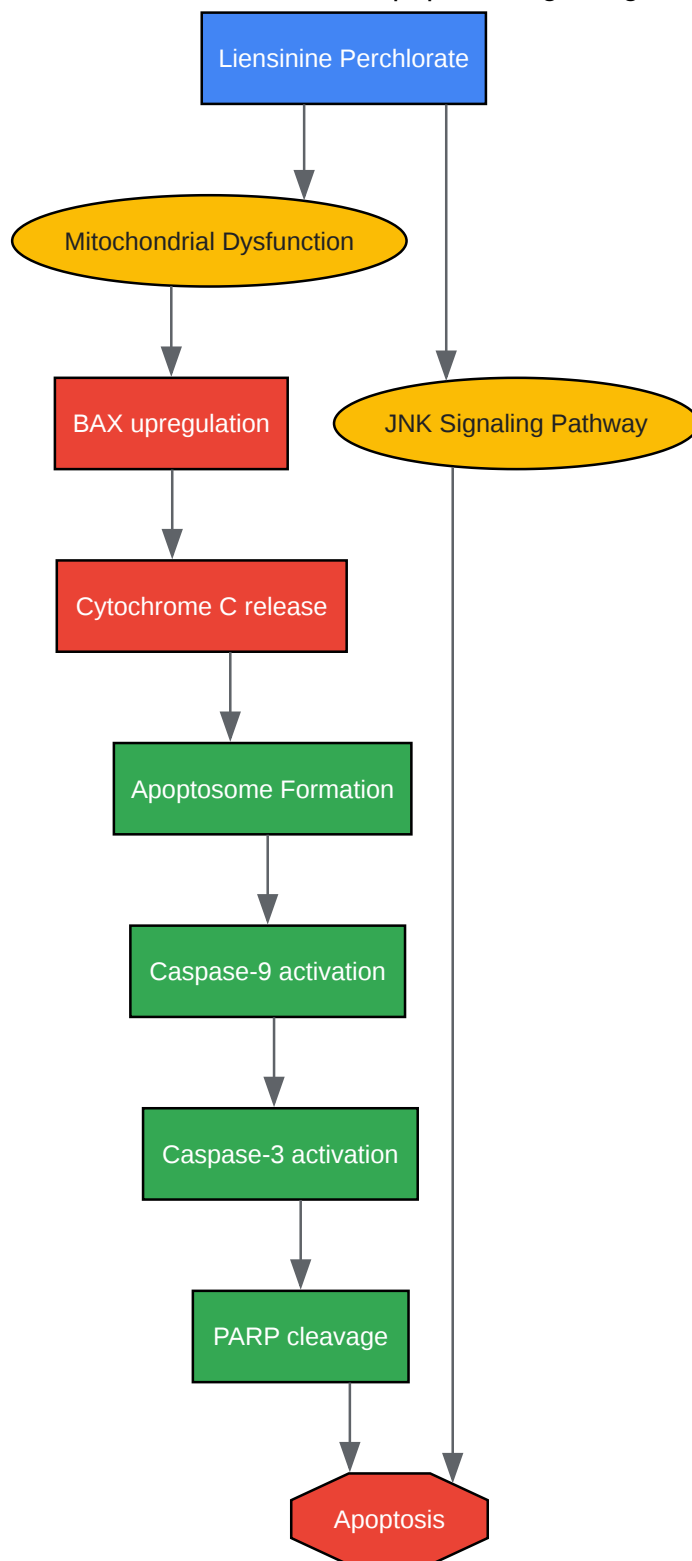 Liensinine Perchlorate
Mitochondrial Dysfunction
BAX upregulation
JNK Signaling Pathway
Cytochrome C release
Apoptosome Formation
Caspase-9 activation
Caspase-3 activation
PARP cleavage
Apoptosis